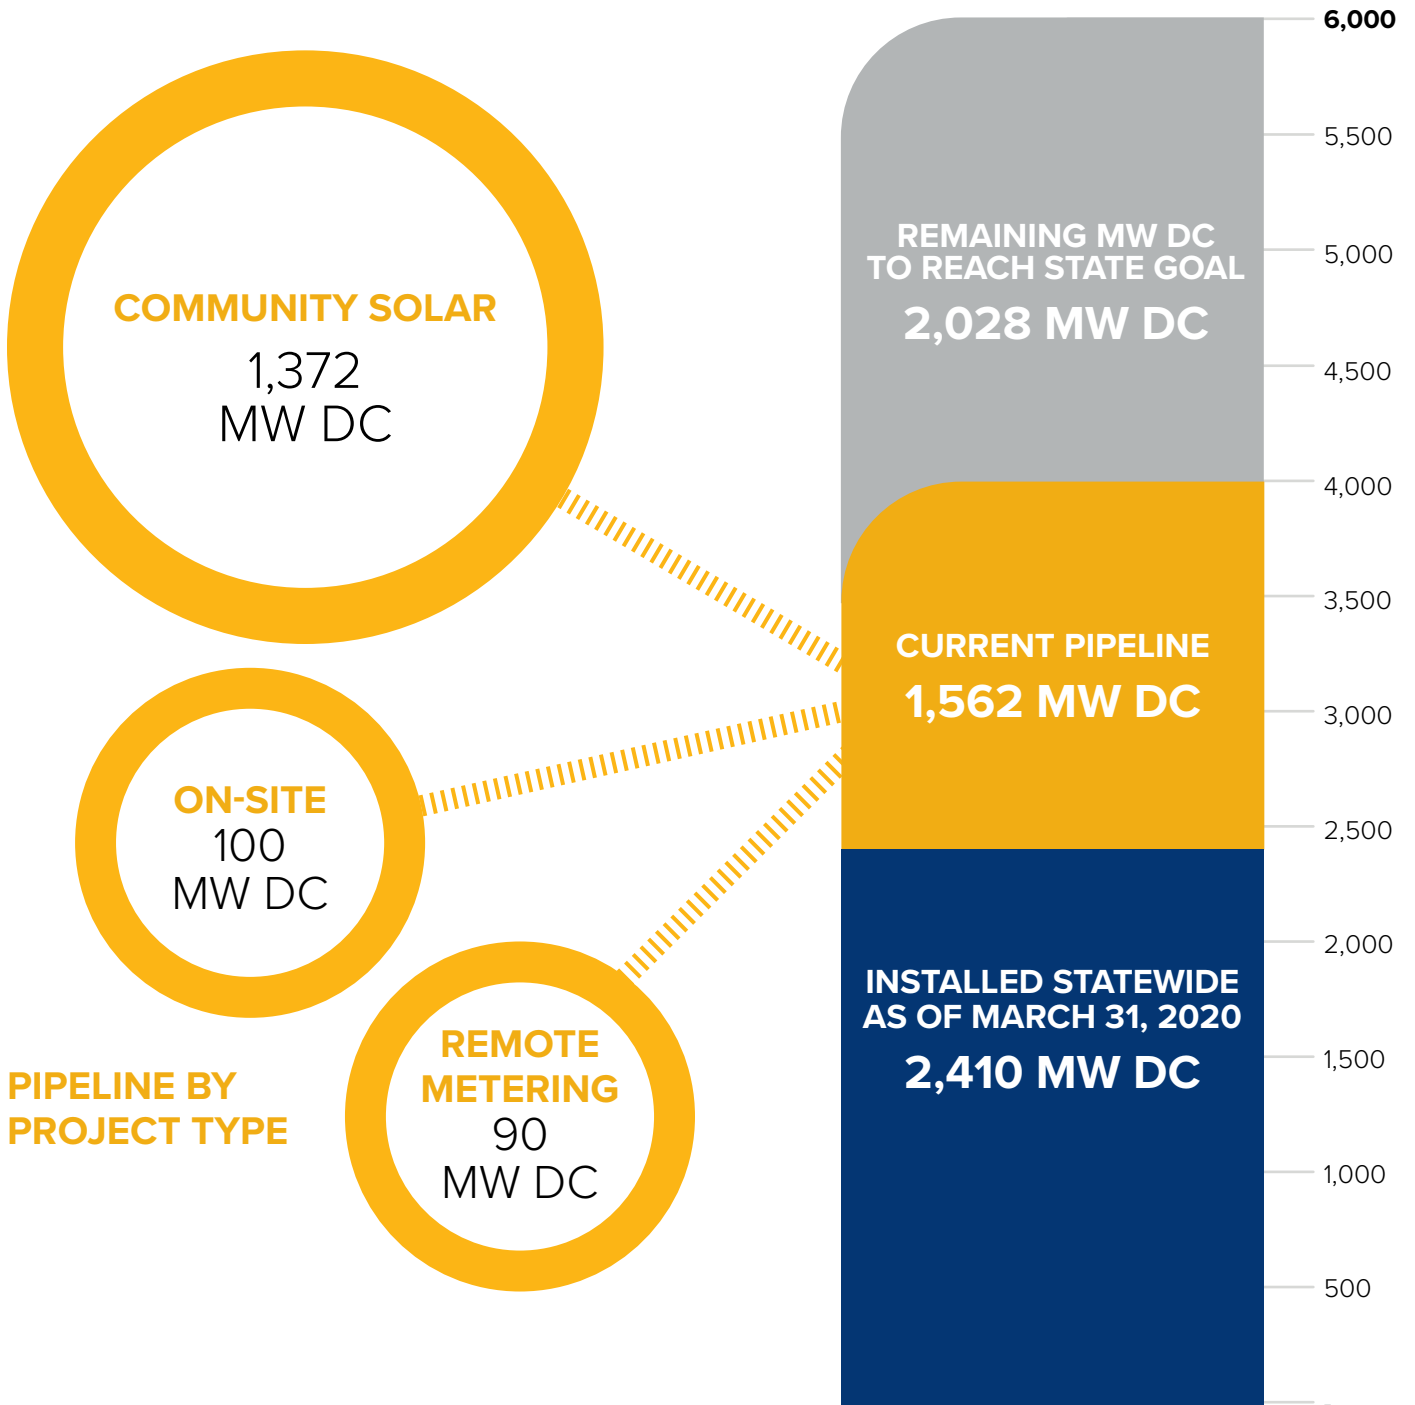 COMMUNITY SOLAR
1,372
MW DC
ON-SITE
100
MW DC
REMOTE
METERING
90
MW DC
PIPELINE BY
PROJECT TYPE
REMAINING MW DC
TO REACH STATE GOAL
2,028 MW DC
CURRENT PIPELINE
1,562 MW DC
INSTALLED STATEWIDE
AS OF MARCH 31, 2020
2,410 MW DC
6,000
5,500
5,000
4,500
4,000
3,500
3,000
2,500
2,000
1,500
1,000
500